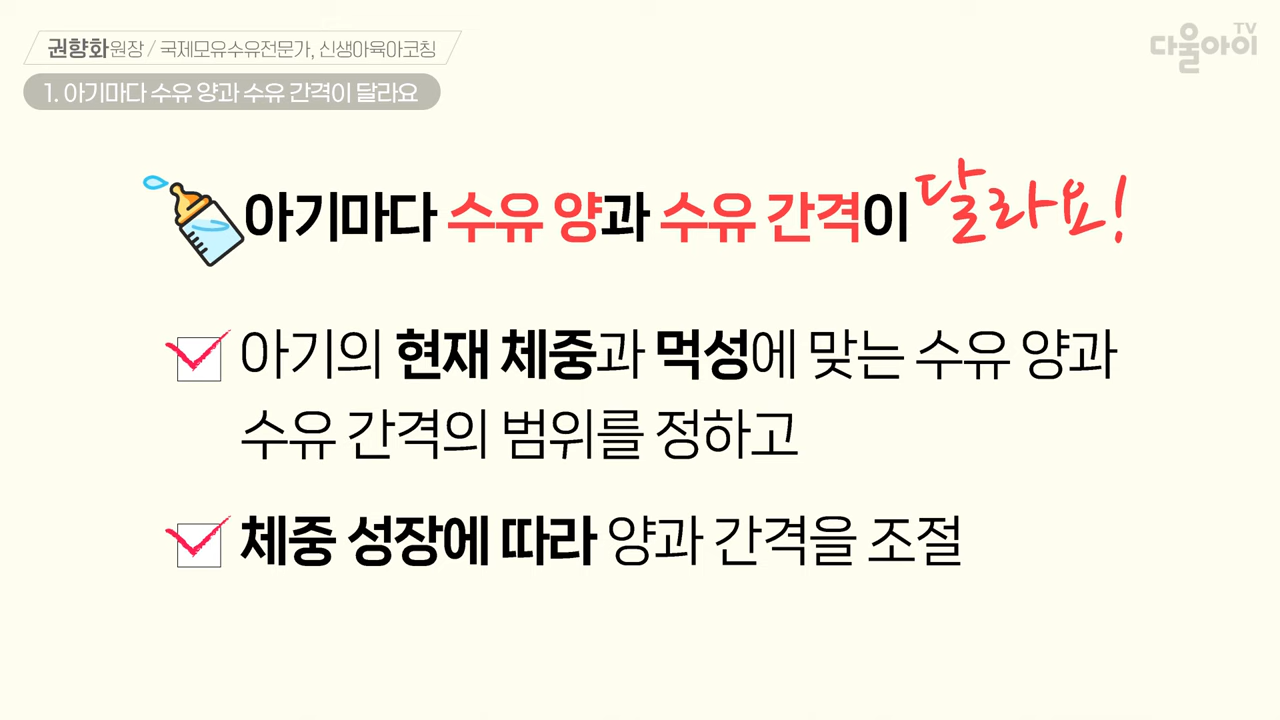 권향화원장 / 국제모유수유전문가, 신생아육아코칭
다울아이TV
1. 아기마다 수유 양과 수유 간격이 달라요
아기마다 수유 양과 수유 간격이 달라요!
아기의 현재 체중과 먹성에 맞는 수유 양과
수유 간격의 범위를 정하고
체중 성장에 따라 양과 간격을 조절